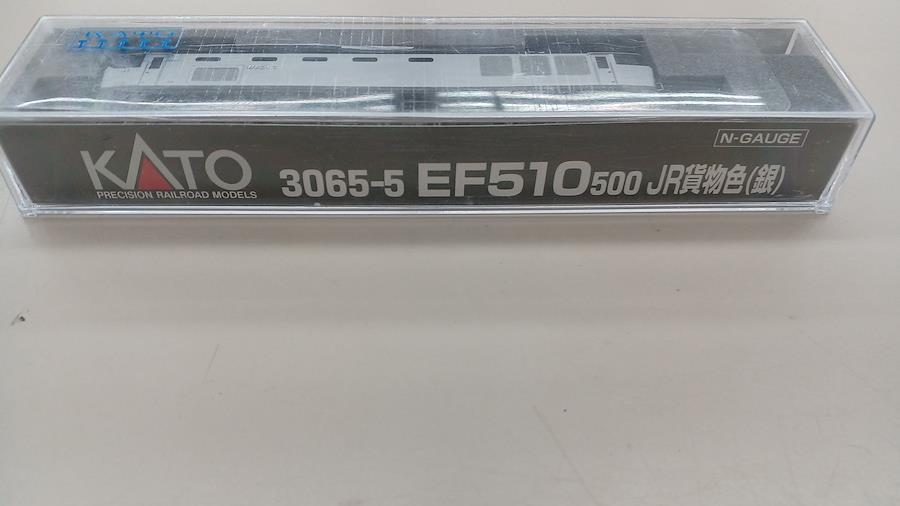 KATO
PRECISION RAILROAD MODELS
3065-5 EF510 500 JR貨物色(銀)
N-GAUGE